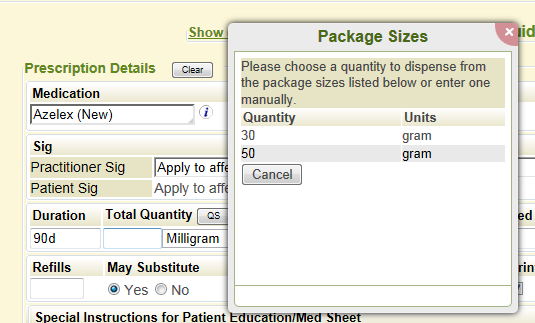 Show
Package Sizes
x
Prescription Details Clear
Please choose a quantity to dispense from
the package sizes listed below or enter one
manually.
Quantity Units
30 gram
50 gram
Cancel
Medication
Azelex (New) i
Sig
Practitioner Sig Apply to affe
Patient Sig Apply to affe
Duration Total Quantity QS ed
90d Milligram
Refills May Substitute
Yes No
Special Instructions for Patient Education/Med Sheet